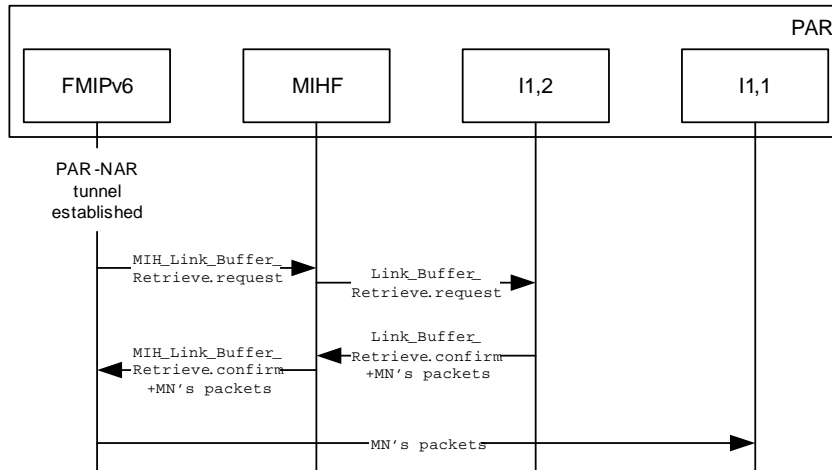 PAR
FMIPv6
MIHF
I1,2
I1,1
PAR-NAR
tunnel
established
MIH_Link_Buffer_
Retrieve.request
Link_Buffer_
Retrieve.request
Link_Buffer_
Retrieve.confirm
+MN's packets
MIH_Link_Buffer_
Retrieve.confirm
+MN's packets
MN's packets